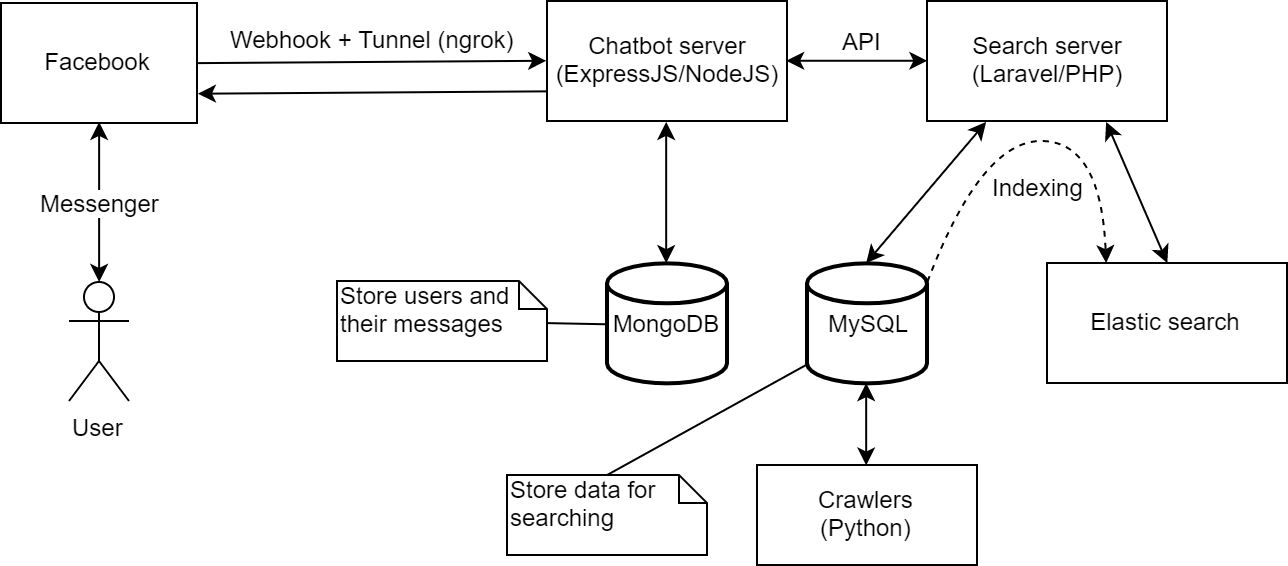 Facebook
Webhook + Tunnel (ngrok)
Chatbot server
(ExpressJS/NodeJS)
API
Search server
(Laravel/PHP)
Messenger
Indexing
User
Store users and
their messages
MongoDB
MySQL
Elastic search
Store data for
searching
Crawlers
(Python)